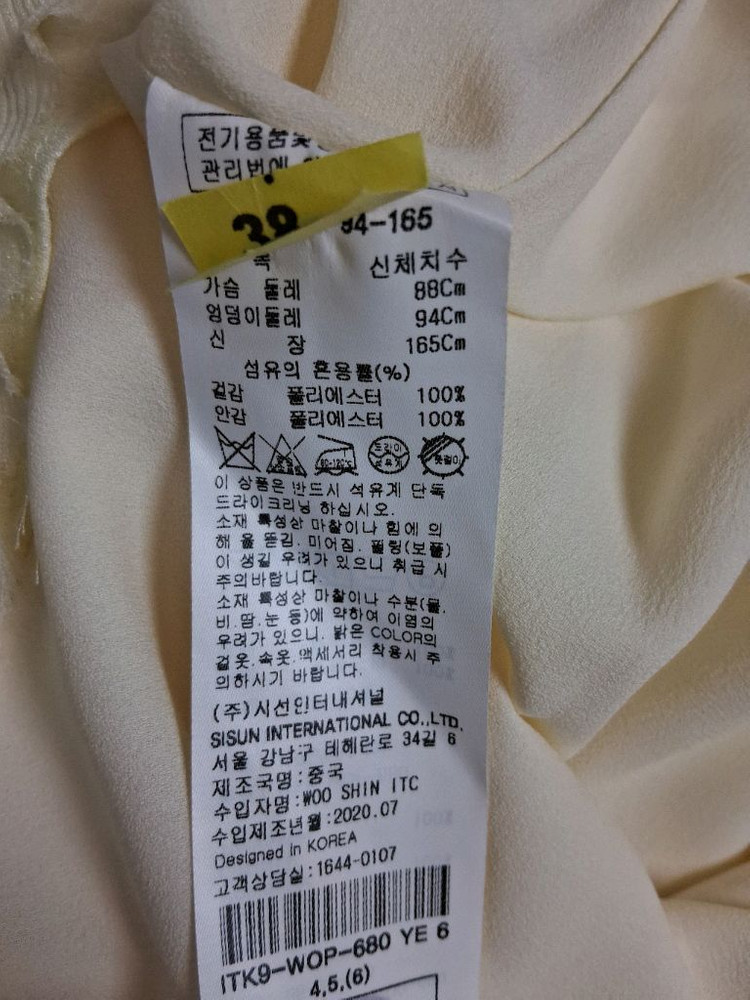 전기용품및
관리법에
38
94-165
신체치수
가슴 둘레 88Cm
엉덩이둘레 94Cm
신 장 165Cm
섬유의 혼용률(%)
겉감 폴리에스터 100%
안감 폴리에스터 100%
80-120℃ 드라이 석유계 옷걸이
이 상품은 반드시 석유계 단독
드라이크리닝 하십시오.
소재 특성상 마찰이나 힘에 의
해 올 뜯김. 미어짐. 필링(보풀)
이 생길 우려가 있으니 취급 시
주의바랍니다.
소재 특성상 마찰이나 수분(물.
비.땀.눈 등)에 약하여 이염의
우려가 있으니. 밝은 COLOR의
겉옷.속옷.액세서리 착용시 주
의하시기 바랍니다.
(주)시선인터내셔널
SISUN INTERNATIONAL CO.,LTD.
서울 강남구 테헤란로 34길 6
제조국명:중국
수입자명:WOO SHIN ITC
수입제조년월:2020.07
Designed in KOREA
고객상담실:1644-0107
ITK9-WOP-680 YE 6
4,5,(6)